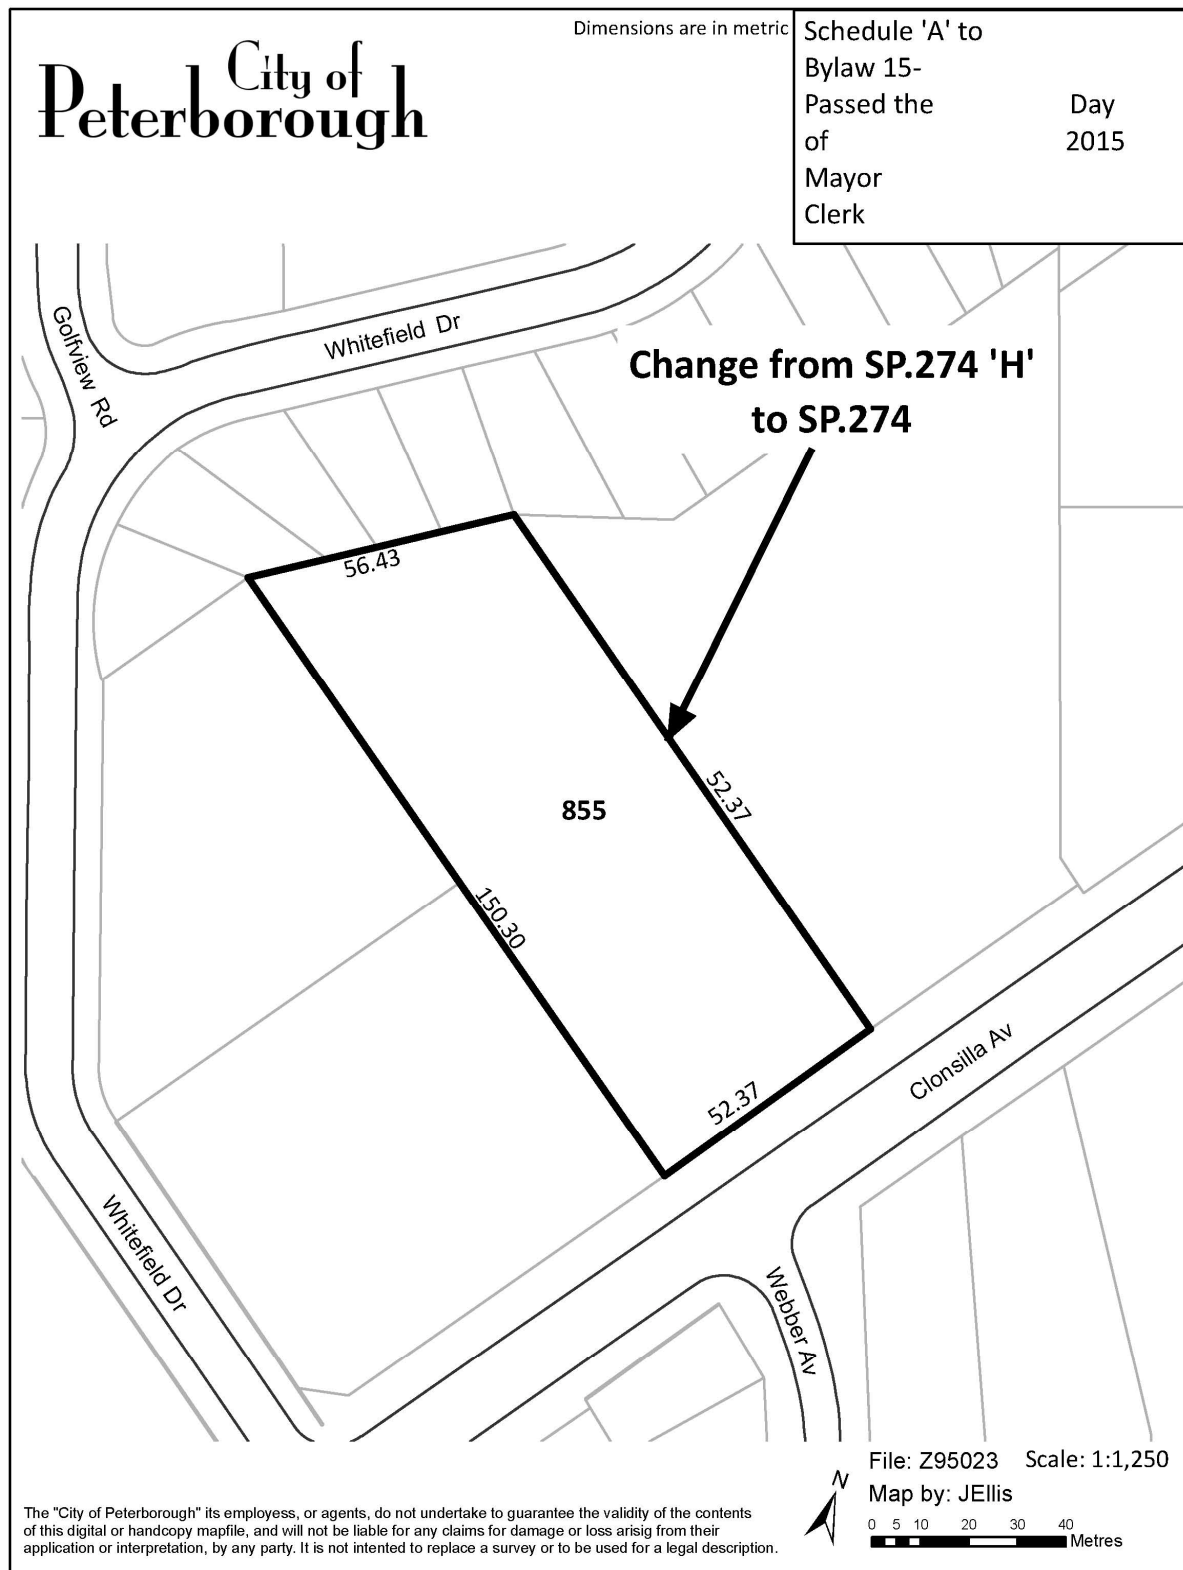 City of
Peterborough
Dimensions are in metric
Schedule 'A' to
Bylaw 15-
Passed the Day
of 2015
Mayor
Clerk
Golfview Rd
Whitefield Dr
Change from SP.274 'H'
to SP.274
56.43
52.37
855
150.30
52.37
Clonsilla Av
Whitefield Dr
Webber Av
File: Z95023 Scale: 1:1,250
Map by: JEllis
N
0 5 10 20 30 40
Metres
The "City of Peterborough" its employess, or agents, do not undertake to guarantee the validity of the contents
of this digital or handcopy mapfile, and will not be liable for any claims for damage or loss arisig from their
application or interpretation, by any party. It is not intended to replace a survey or to be used for a legal description.